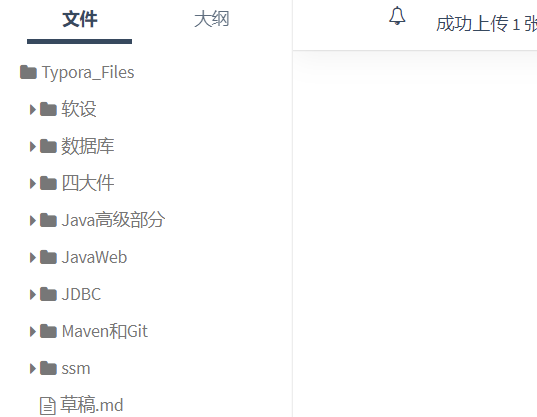 文件 大纲
成功上传 1 张
Typora_Files
软设
数据库
四大件
Java高级部分
JavaWeb
JDBC
Maven和Git
ssm
草稿.md